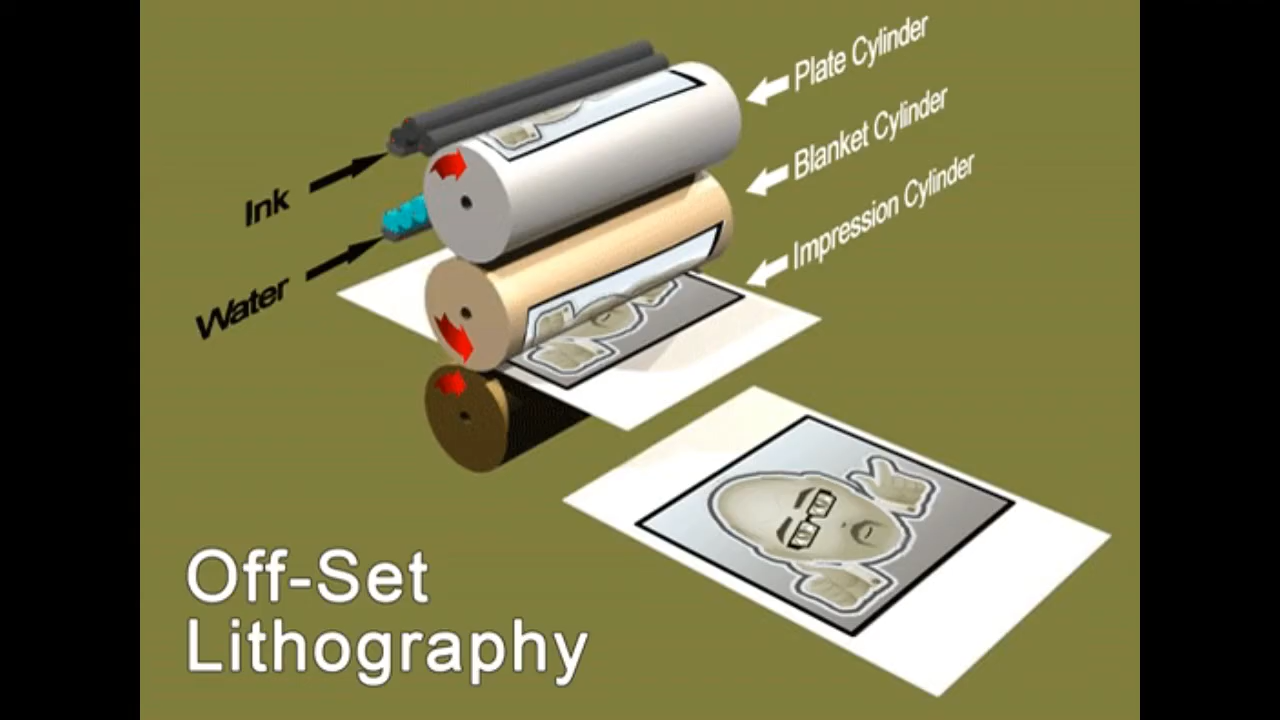 Plate Cylinder
Blanket Cylinder
Impression Cylinder
Ink
Water
Off-Set
Lithography